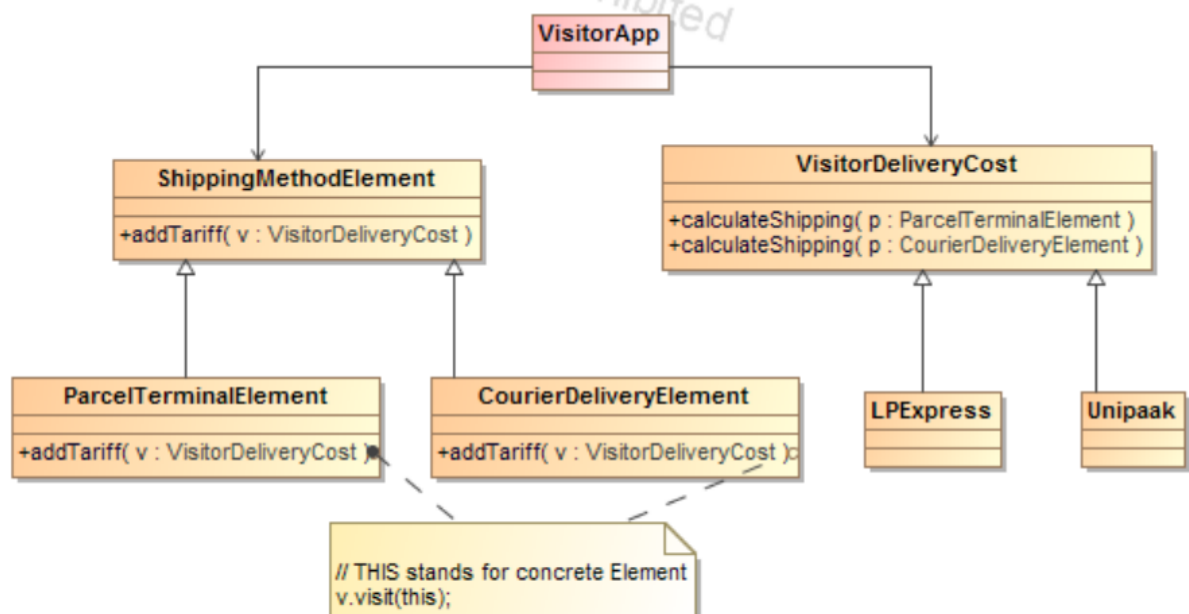 VisitorApp
ShippingMethodElement
+addTariff( v : VisitorDeliveryCost )
VisitorDeliveryCost
+calculateShipping( p : ParcelTerminalElement )
+calculateShipping( p : CourierDeliveryElement )
ParcelTerminalElement
+addTariff( v : VisitorDeliveryCost )
CourierDeliveryElement
+addTariff( v : VisitorDeliveryCost )
LPExpress
Unipaak
// THIS stands for concrete Element
v.visit(this);